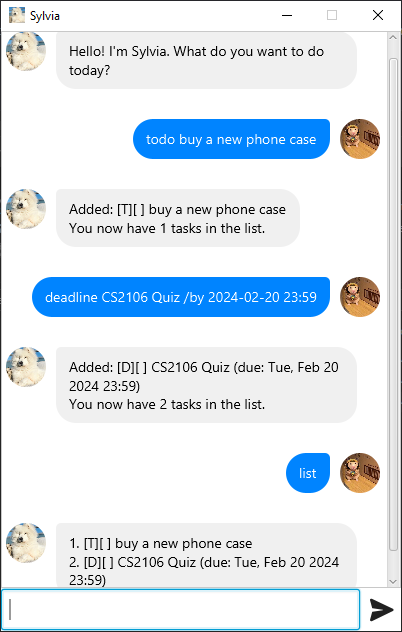 Sylvia
Hello! I'm Sylvia. What do you want to do
today?
todo buy a new phone case
Added: [T][ ] buy a new phone case
You now have 1 tasks in the list.
deadline CS2106 Quiz /by 2024-02-20 23:59
Added: [D][ ] CS2106 Quiz (due: Tue, Feb 20
2024 23:59)
You now have 2 tasks in the list.
list
1. [T][ ] buy a new phone case
2. [D][ ] CS2106 Quiz (due: Tue, Feb 20 2024
23:59)